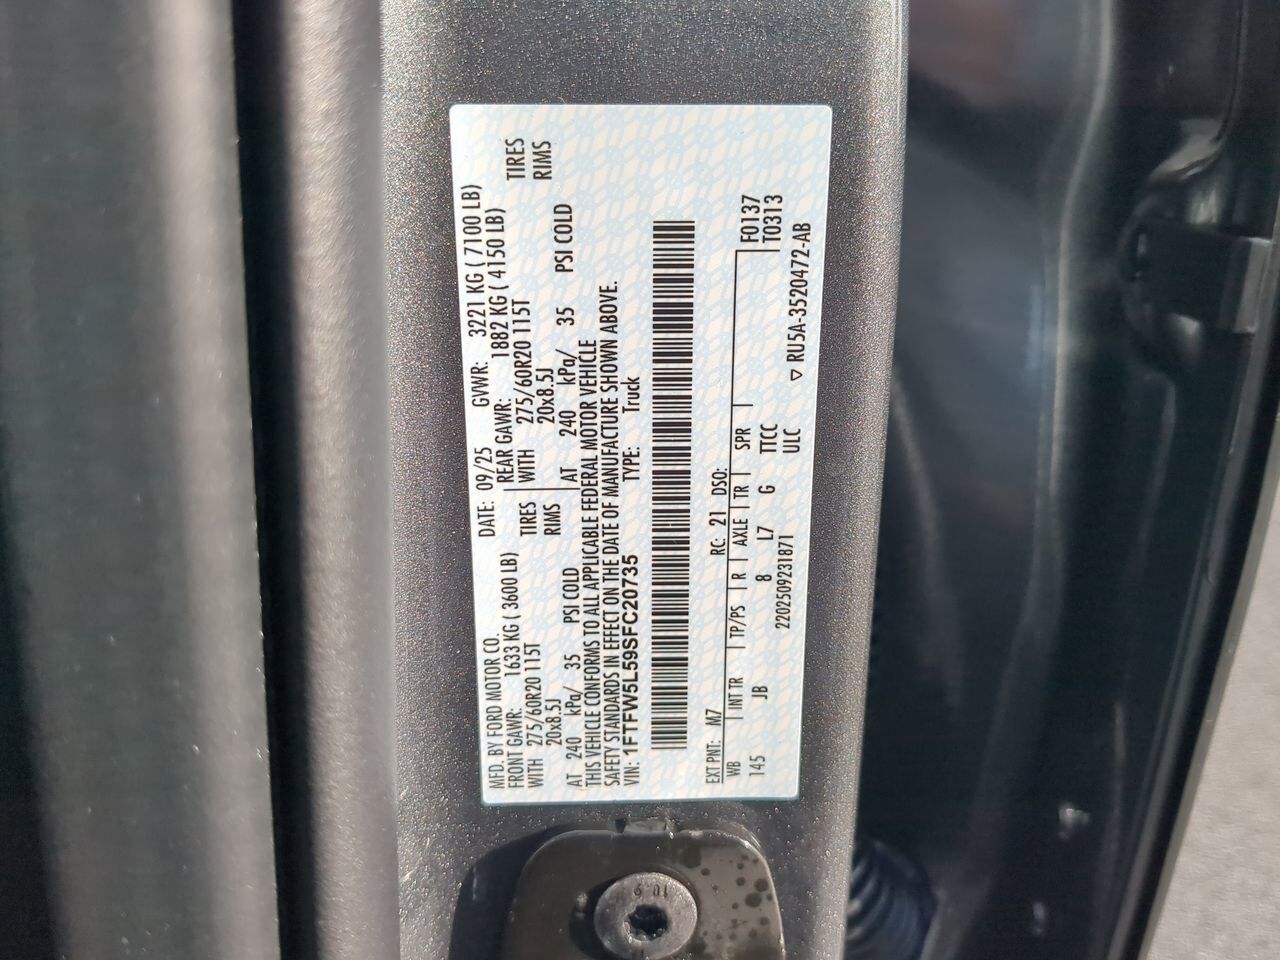 MFD. BY FORD MOTOR CO. DATE: 09/25 GVWR: 3221 KG ( 7100 LB)
FRONT GAWR: 1633 KG ( 3600 LB) REAR GAWR: 1882 KG ( 4150 LB)
WITH 275/60R20 115T TIRES WITH 275/60R20 115T TIRES
20x8.5J RIMS 20x8.5J RIMS
AT 240 kPa/ 35 PSI COLD AT 240 kPa/ 35 PSI COLD
THIS VEHICLE CONFORMS TO ALL APPLICABLE FEDERAL MOTOR VEHICLE
SAFETY STANDARDS IN EFFECT ON THE DATE OF MANUFACTURE SHOWN ABOVE.
VIN: 1FTFW5L59SFC20735 TYPE: Truck
EXT PNT: M7 RC: 21 DSO:
WB INT TR TP/PS R AXLE TR SPR F0137
145 JB 8 L7 G TTCC T0313
2202509231871 ULC ▽ RU5A-3520472-AB
10.9